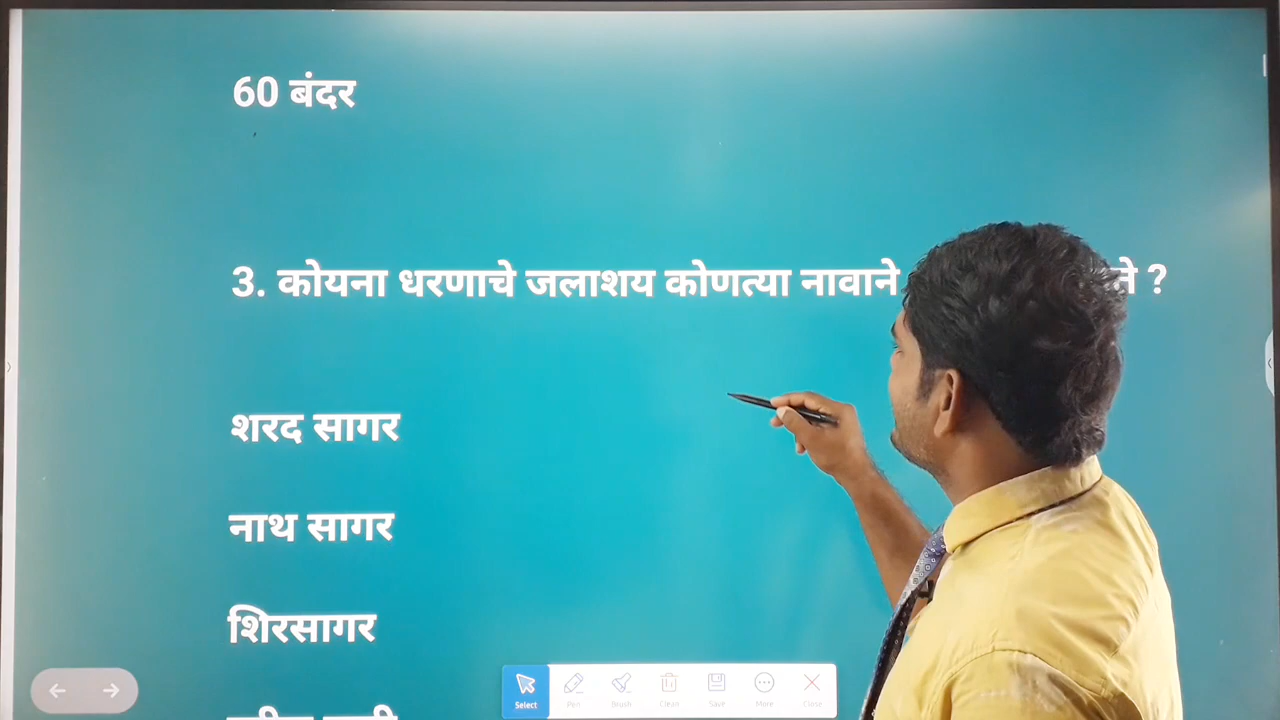 60 बंदर
3. कोयना धरणाचे जलाशय कोणत्या नावाने ?
शरद सागर
नाथ सागर
शिरसागर
Select Pen Brush Clean Save More Close